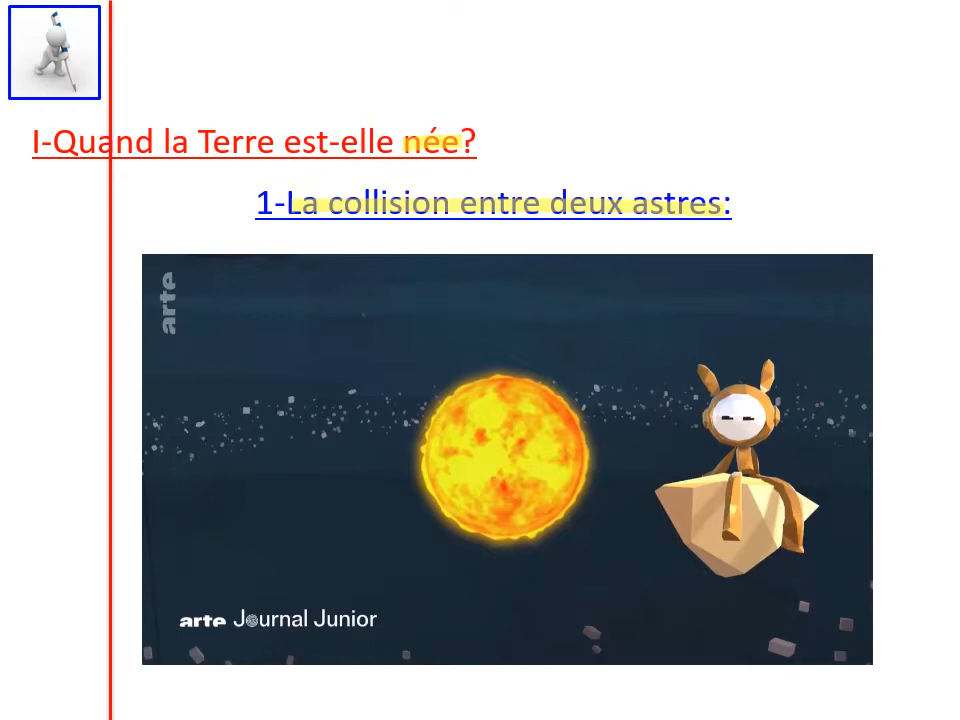 I-Quand la Terre est-elle née?
1-La collision entre deux astres:
arte
arte Journal Junior